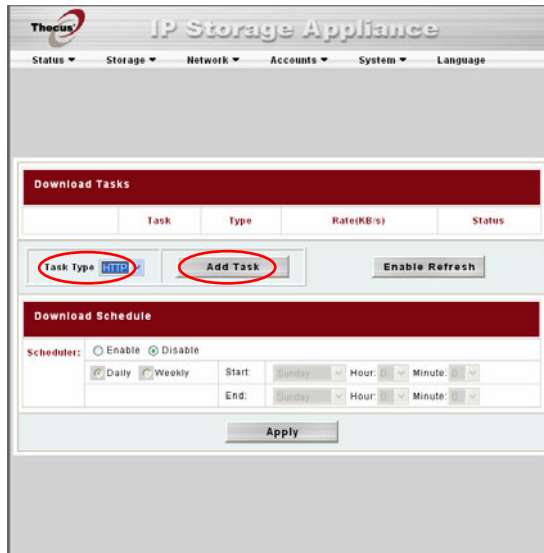 Thecus IP Storage Appliance
Status Storage Network Accounts System Language
Download Tasks
Task Type Rate(KB/s) Status
Task Type HTTP Add Task Enable Refresh
Download Schedule
Scheduler: Enable Disable
Daily Weekly Start: Sunday Hour: 0 Minute: 0
End: Sunday Hour: 0 Minute: 0
Apply